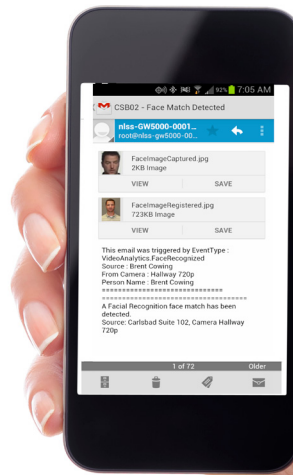 92% 7:05 AM
CSB02 - Face Match Detected
nlss-GW5000-0001...
root@nlss-gw5000-00...
FaceImageCaptured.jpg
2KB Image
VIEW SAVE
FaceImageRegistered.jpg
723KB Image
VIEW SAVE
This email was triggered by EventType :
VideoAnalytics.FaceRecognized
Source : Brent Cowing
From Camera : Hallway 720p
Person Name : Brent Cowing
==============================
====================================
A Facial Recognition face match has been
detected.
Source: Carlsbad Suite 102, Camera Hallway
720p
1 of 72 Older